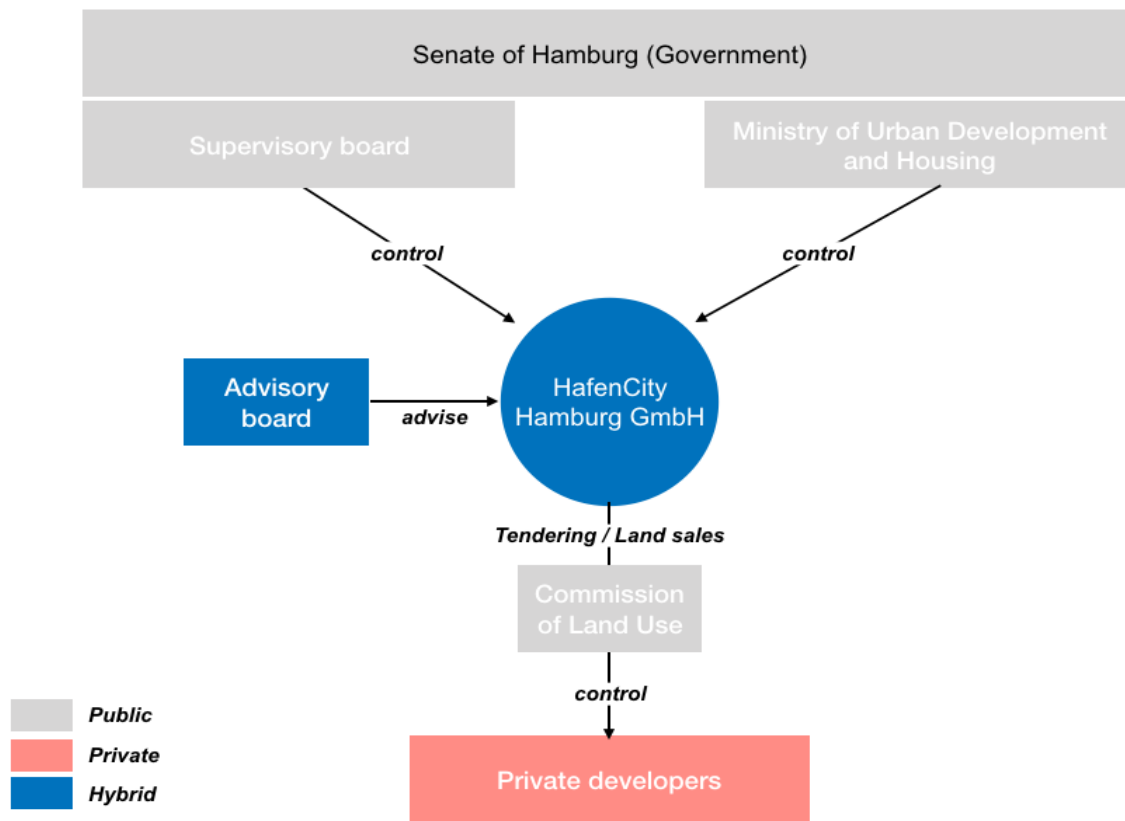 Senate of Hamburg (Government)
Supervisory board
Ministry of Urban Development
and Housing
control
control
Advisory
board
advise
HafenCity
Hamburg GmbH
Tendering / Land sales
Commission
of Land Use
control
Public
Private
Hybrid
Private developers